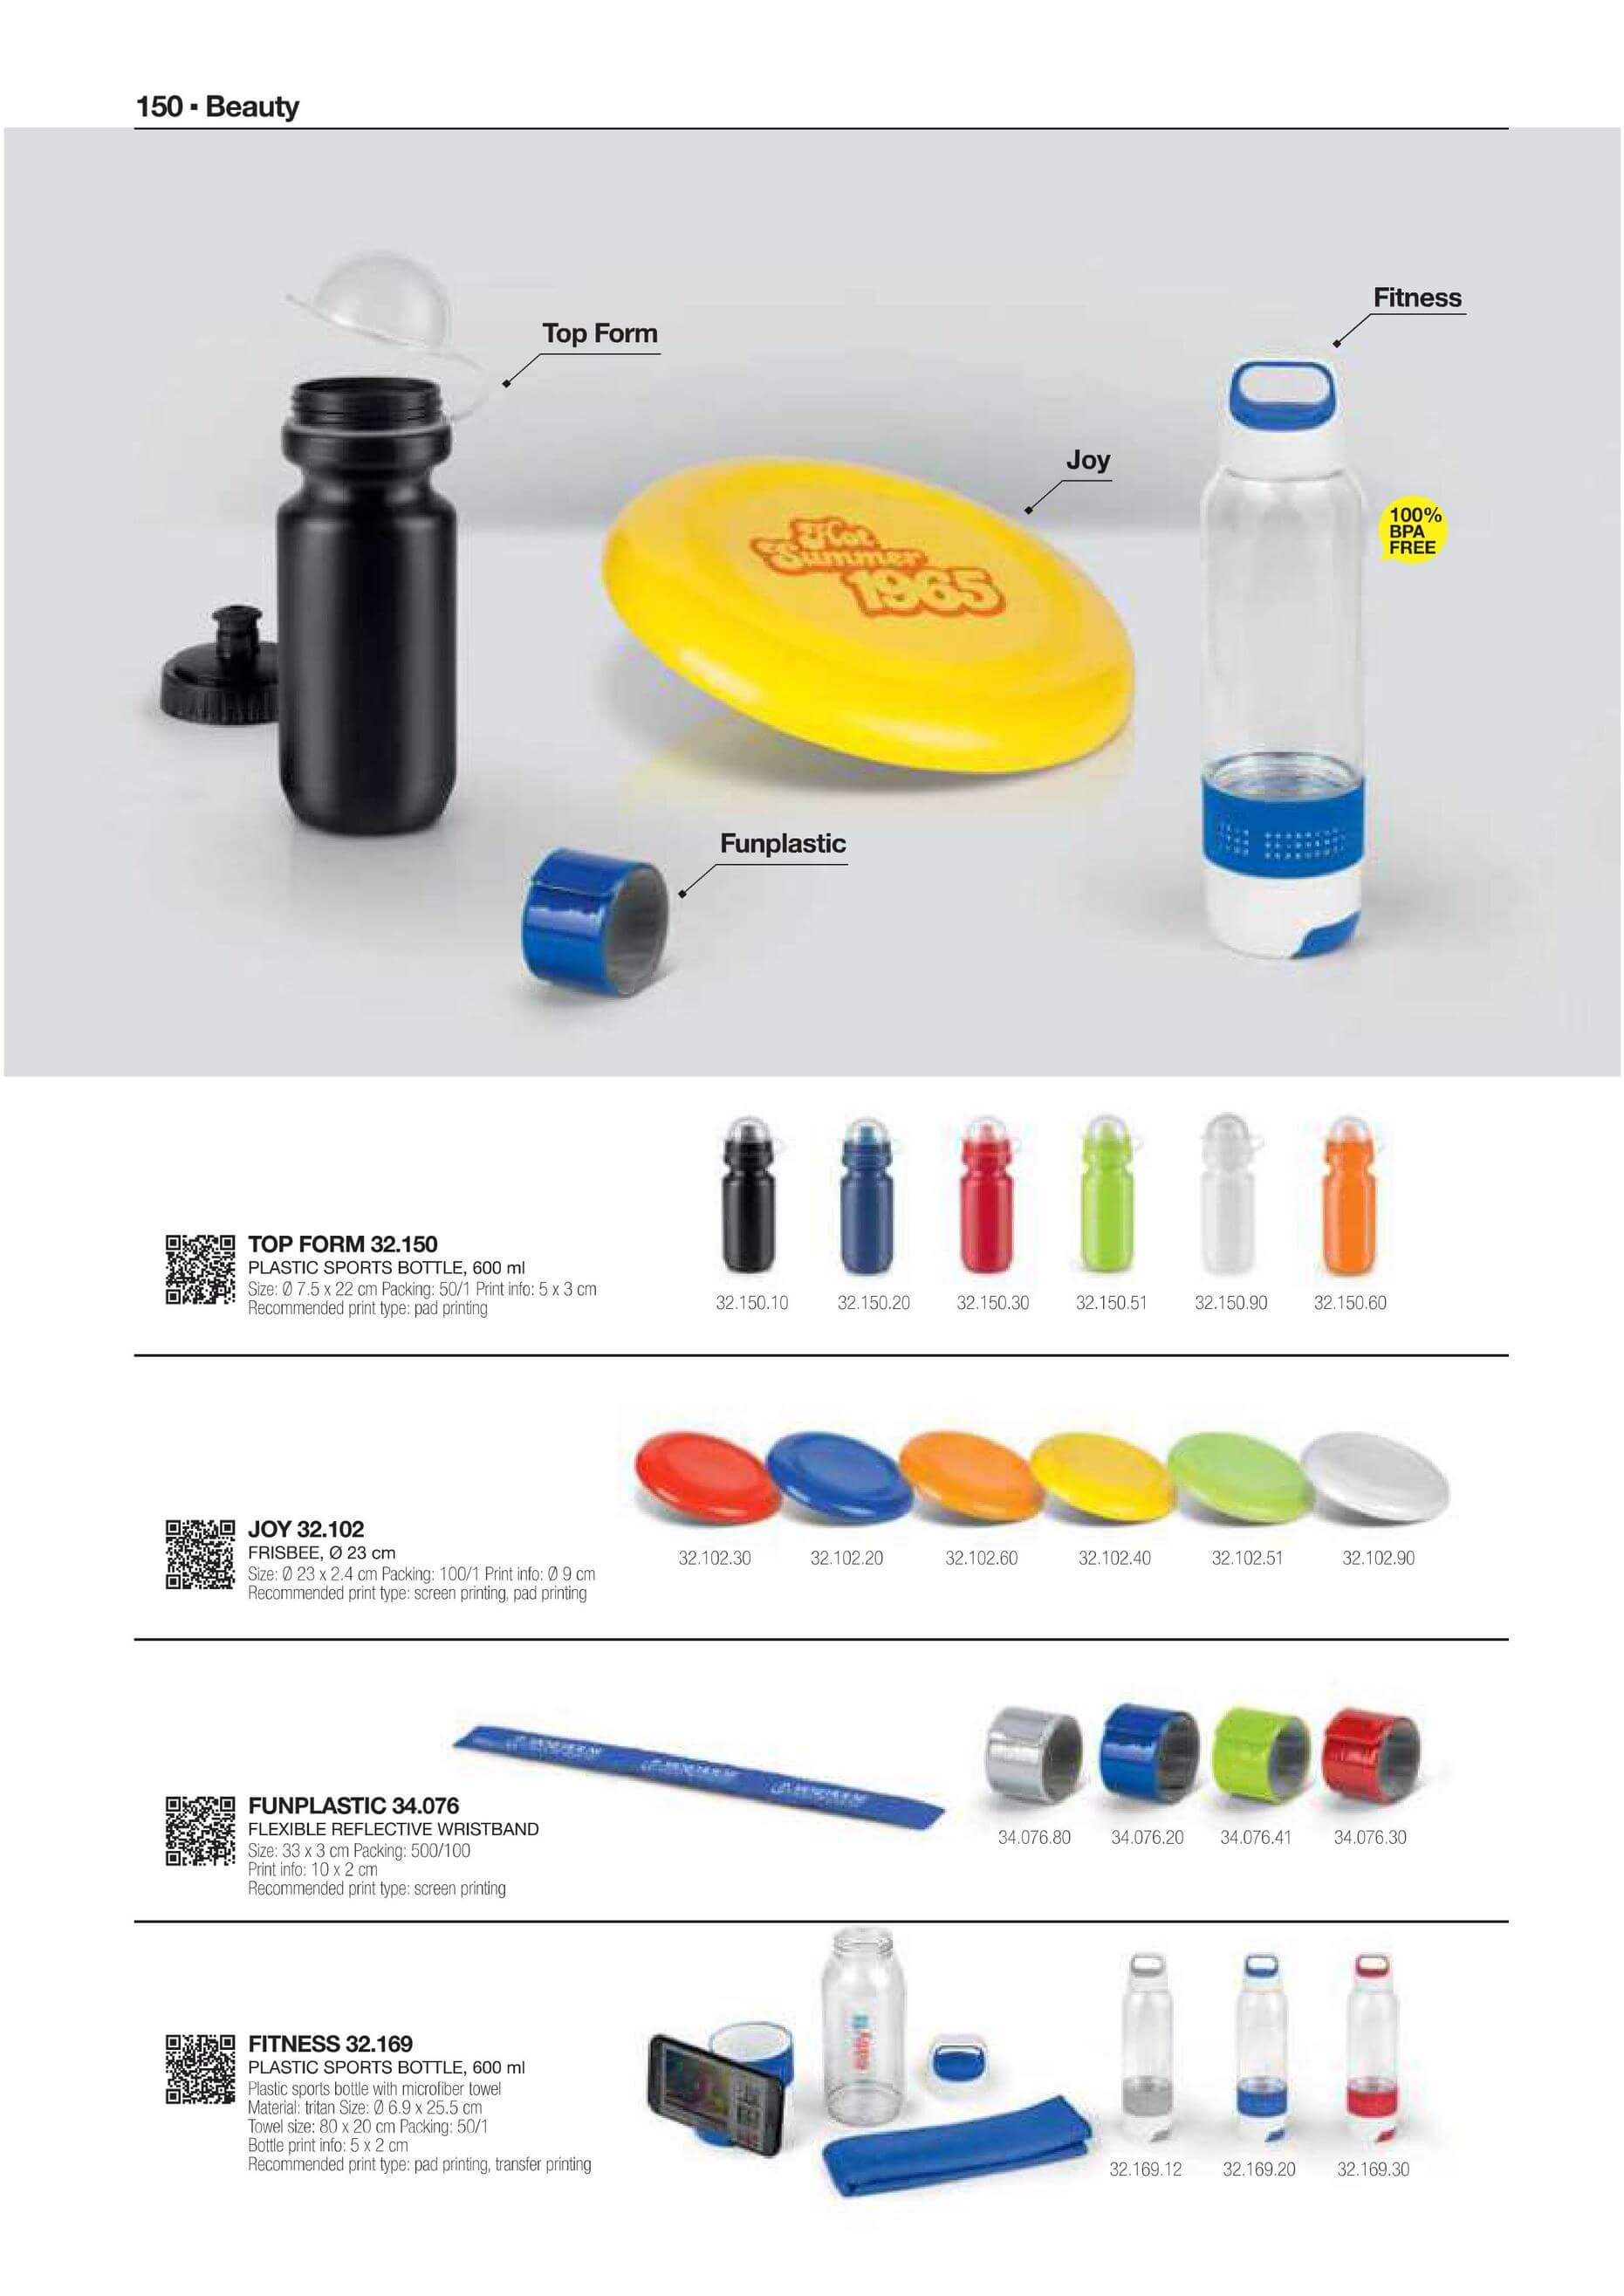 150 ▪ Beauty
Fitness
Top Form
Joy
100%
BPA
FREE
Hot
Summer
1965
Funplastic
TOP FORM 32.150
PLASTIC SPORTS BOTTLE, 600 ml
Size: Ø 7.5 x 22 cm Packing: 50/1 Print info: 5 x 3 cm
Recommended print type: pad printing
32.150.10 32.150.20 32.150.30 32.150.51 32.150.90 32.150.60
JOY 32.102
FRISBEE, Ø 23 cm
Size: Ø 23 x 2.4 cm Packing: 100/1 Print info: Ø 9 cm
Recommended print type: screen printing, pad printing
32.102.30 32.102.20 32.102.60 32.102.40 32.102.51 32.102.90
FUNPLASTIC 34.076
FLEXIBLE REFLECTIVE WRISTBAND
Size: 33 x 3 cm Packing: 500/100
Print info: 10 x 2 cm
Recommended print type: screen printing
34.076.80 34.076.20 34.076.41 34.076.30
FITNESS 32.169
PLASTIC SPORTS BOTTLE, 600 ml
Plastic sports bottle with microfiber towel
Material: tritan Size: Ø 6.9 x 25.5 cm
Towel size: 80 x 20 cm Packing: 50/1
Bottle print info: 5 x 2 cm
Recommended print type: pad printing, transfer printing
32.169.12 32.169.20 32.169.30